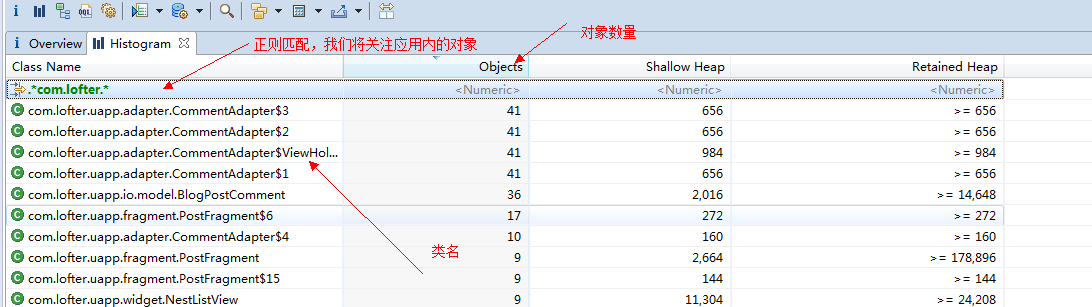 i OQL
i Overview Histogram
正则匹配，我们将关注应用内的对象
对象数量
Class Name Objects Shallow Heap Retained Heap
.*com.lofter.* <Numeric> <Numeric> <Numeric>
com.lofter.uapp.adapter.CommentAdapter$3 41 656 >= 656
com.lofter.uapp.adapter.CommentAdapter$2 41 656 >= 656
com.lofter.uapp.adapter.CommentAdapter$ViewHol... 41 984 >= 984
com.lofter.uapp.adapter.CommentAdapter$1 41 656 >= 656
com.lofter.uapp.io.model.BlogPostComment 36 2,016 >= 14,648
com.lofter.uapp.fragment.PostFragment$6 17 272 >= 272
com.lofter.uapp.adapter.CommentAdapter$4 10 160 >= 160
类名
com.lofter.uapp.fragment.PostFragment 9 2,664 >= 178,896
com.lofter.uapp.fragment.PostFragment$15 9 144 >= 144
com.lofter.uapp.widget.NestListView 9 11,304 >= 24,208